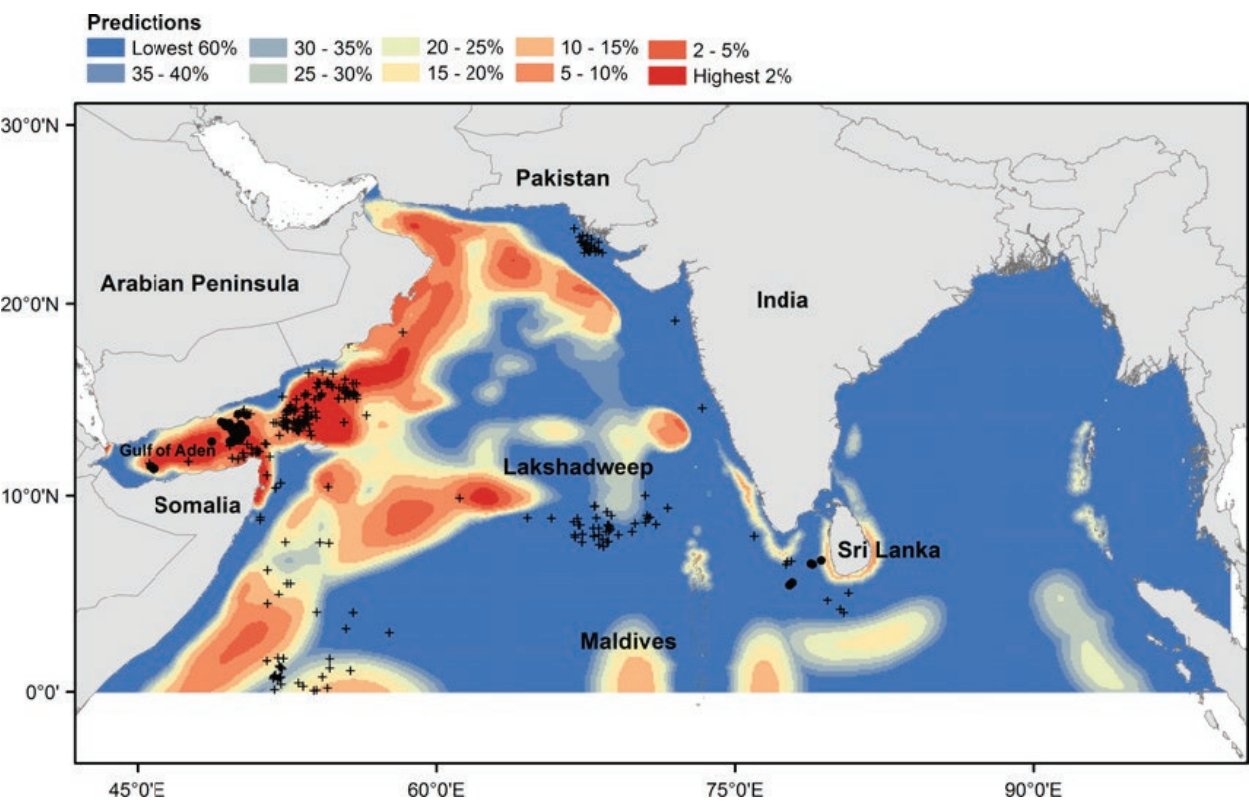 Predictions
Lowest 60% 30 - 35% 20 - 25% 10 - 15% 2 - 5%
35 - 40% 25 - 30% 15 - 20% 5 - 10% Highest 2%
30°0'N
Pakistan
Arabian Peninsula
20°0'N
India
Gulf of Aden
Lakshadweep
10°0'N
Somalia
Sri Lanka
Maldives
0°0'
45°0'E 60°0'E 75°0'E 90°0'E